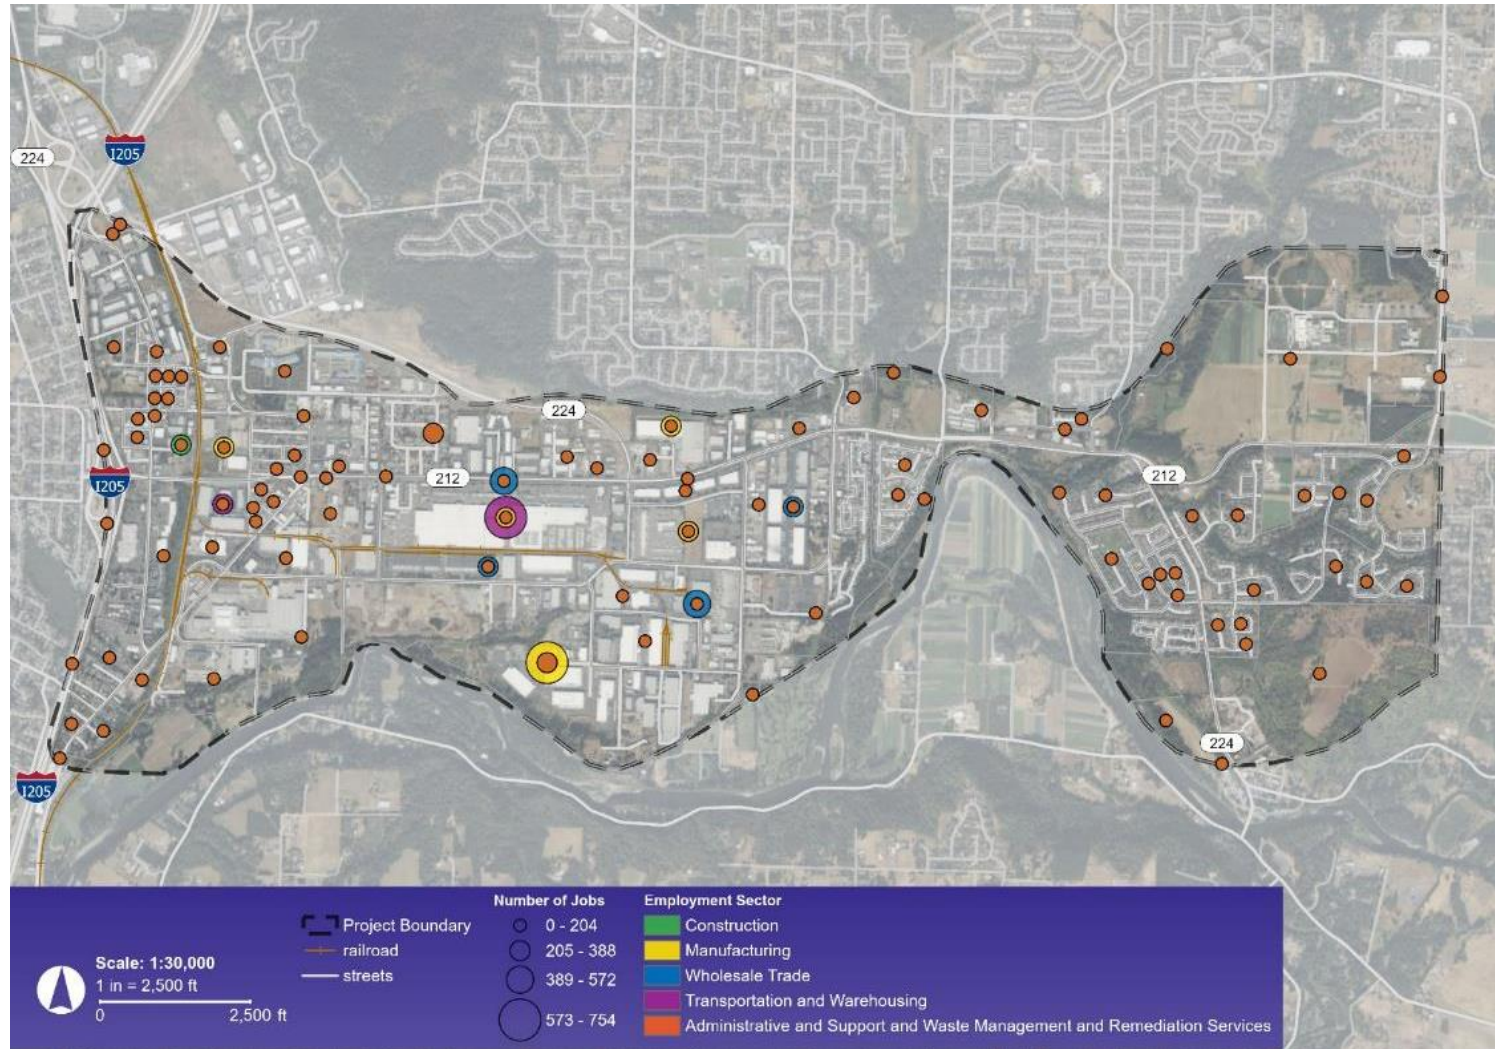 224
I205
224
212
I205
212
224
I205
Project Boundary
railroad
streets
Scale: 1:30,000
1 in = 2,500 ft
0 2,500 ft
Number of Jobs
0 - 204
205 - 388
389 - 572
573 - 754
Employment Sector
Construction
Manufacturing
Wholesale Trade
Transportation and Warehousing
Administrative and Support and Waste Management and Remediation Services